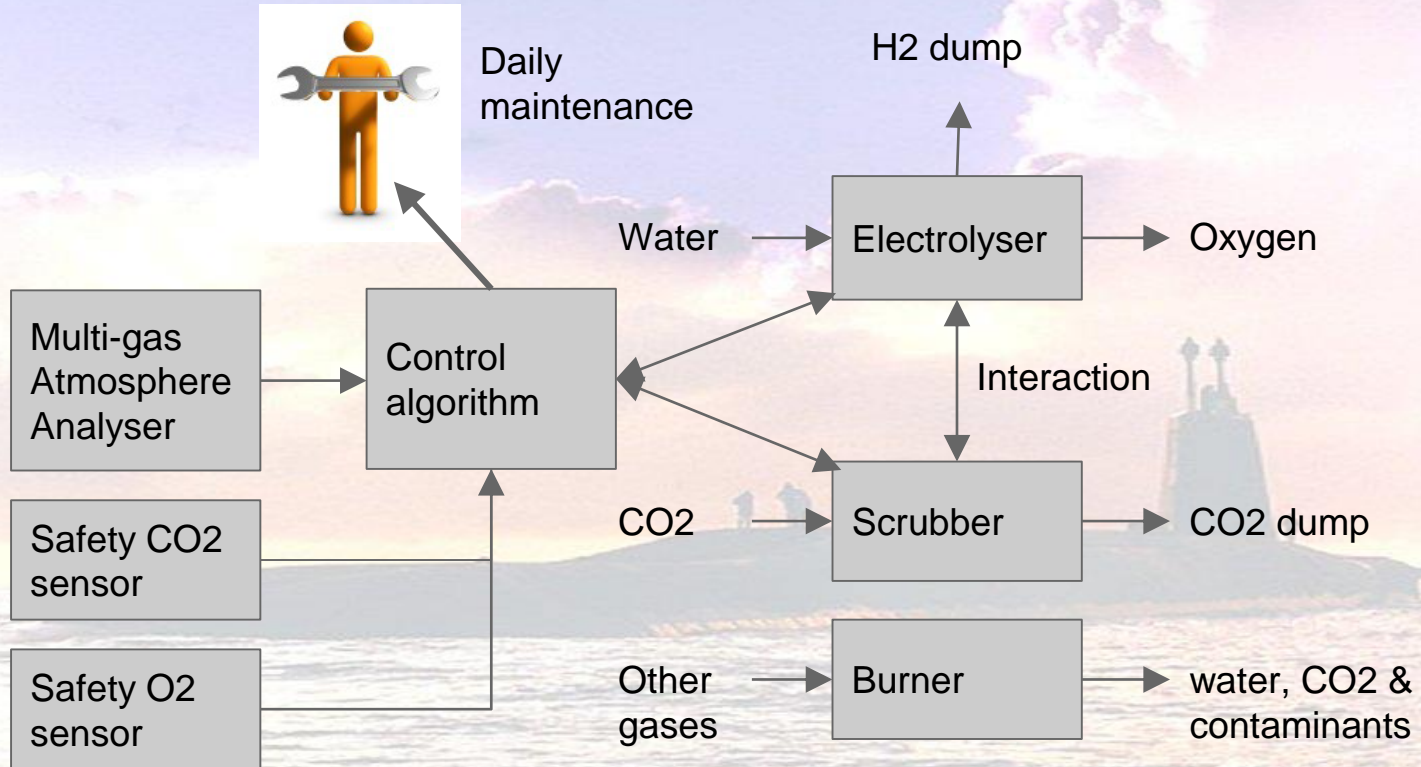 Daily
maintenance
H2 dump
Water
Electrolyser
Oxygen
Multi-gas
Atmosphere
Analyser
Control
algorithm
Interaction
Safety CO2
sensor
CO2
Scrubber
CO2 dump
Safety O2
sensor
Other
gases
Burner
water, CO2 &
contaminants